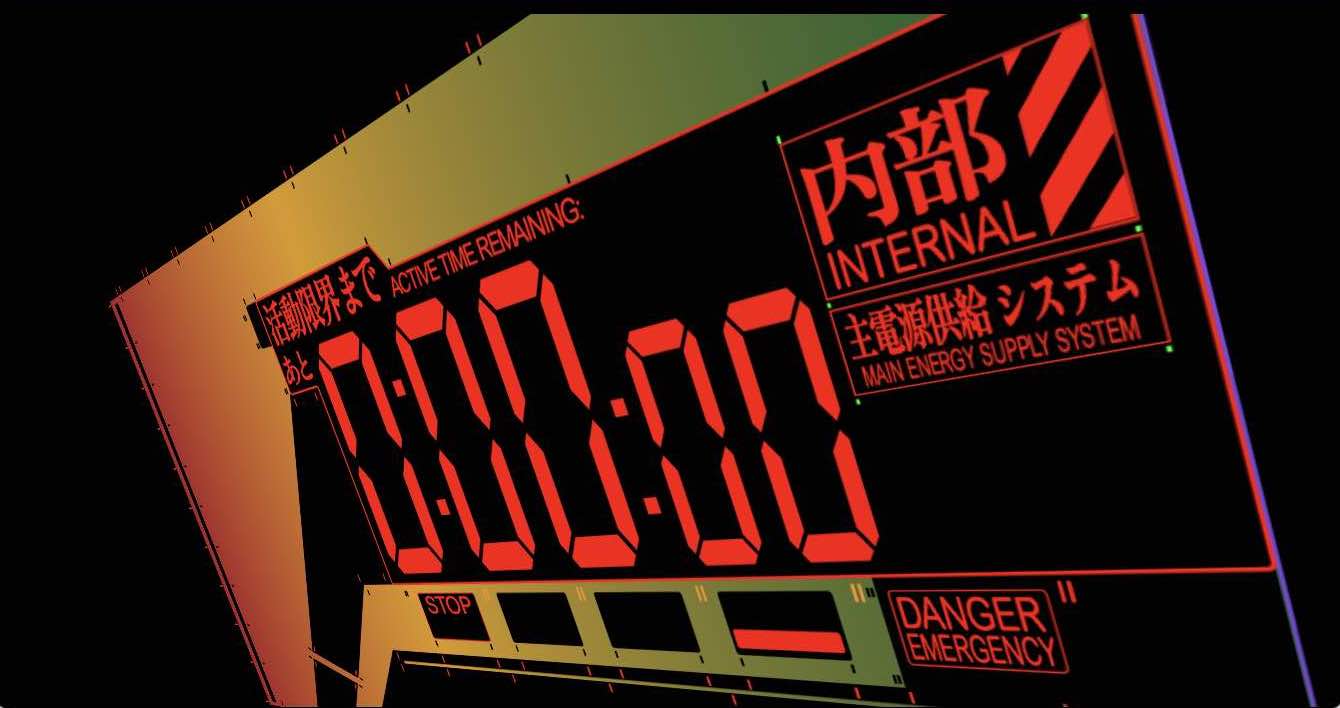 活動限界まで
ACTIVE TIME REMAINING:
あと
0:00:00
内部
INTERNAL
主電源供給システム
MAIN ENERGY SUPPLY SYSTEM
STOP
DANGER
EMERGENCY